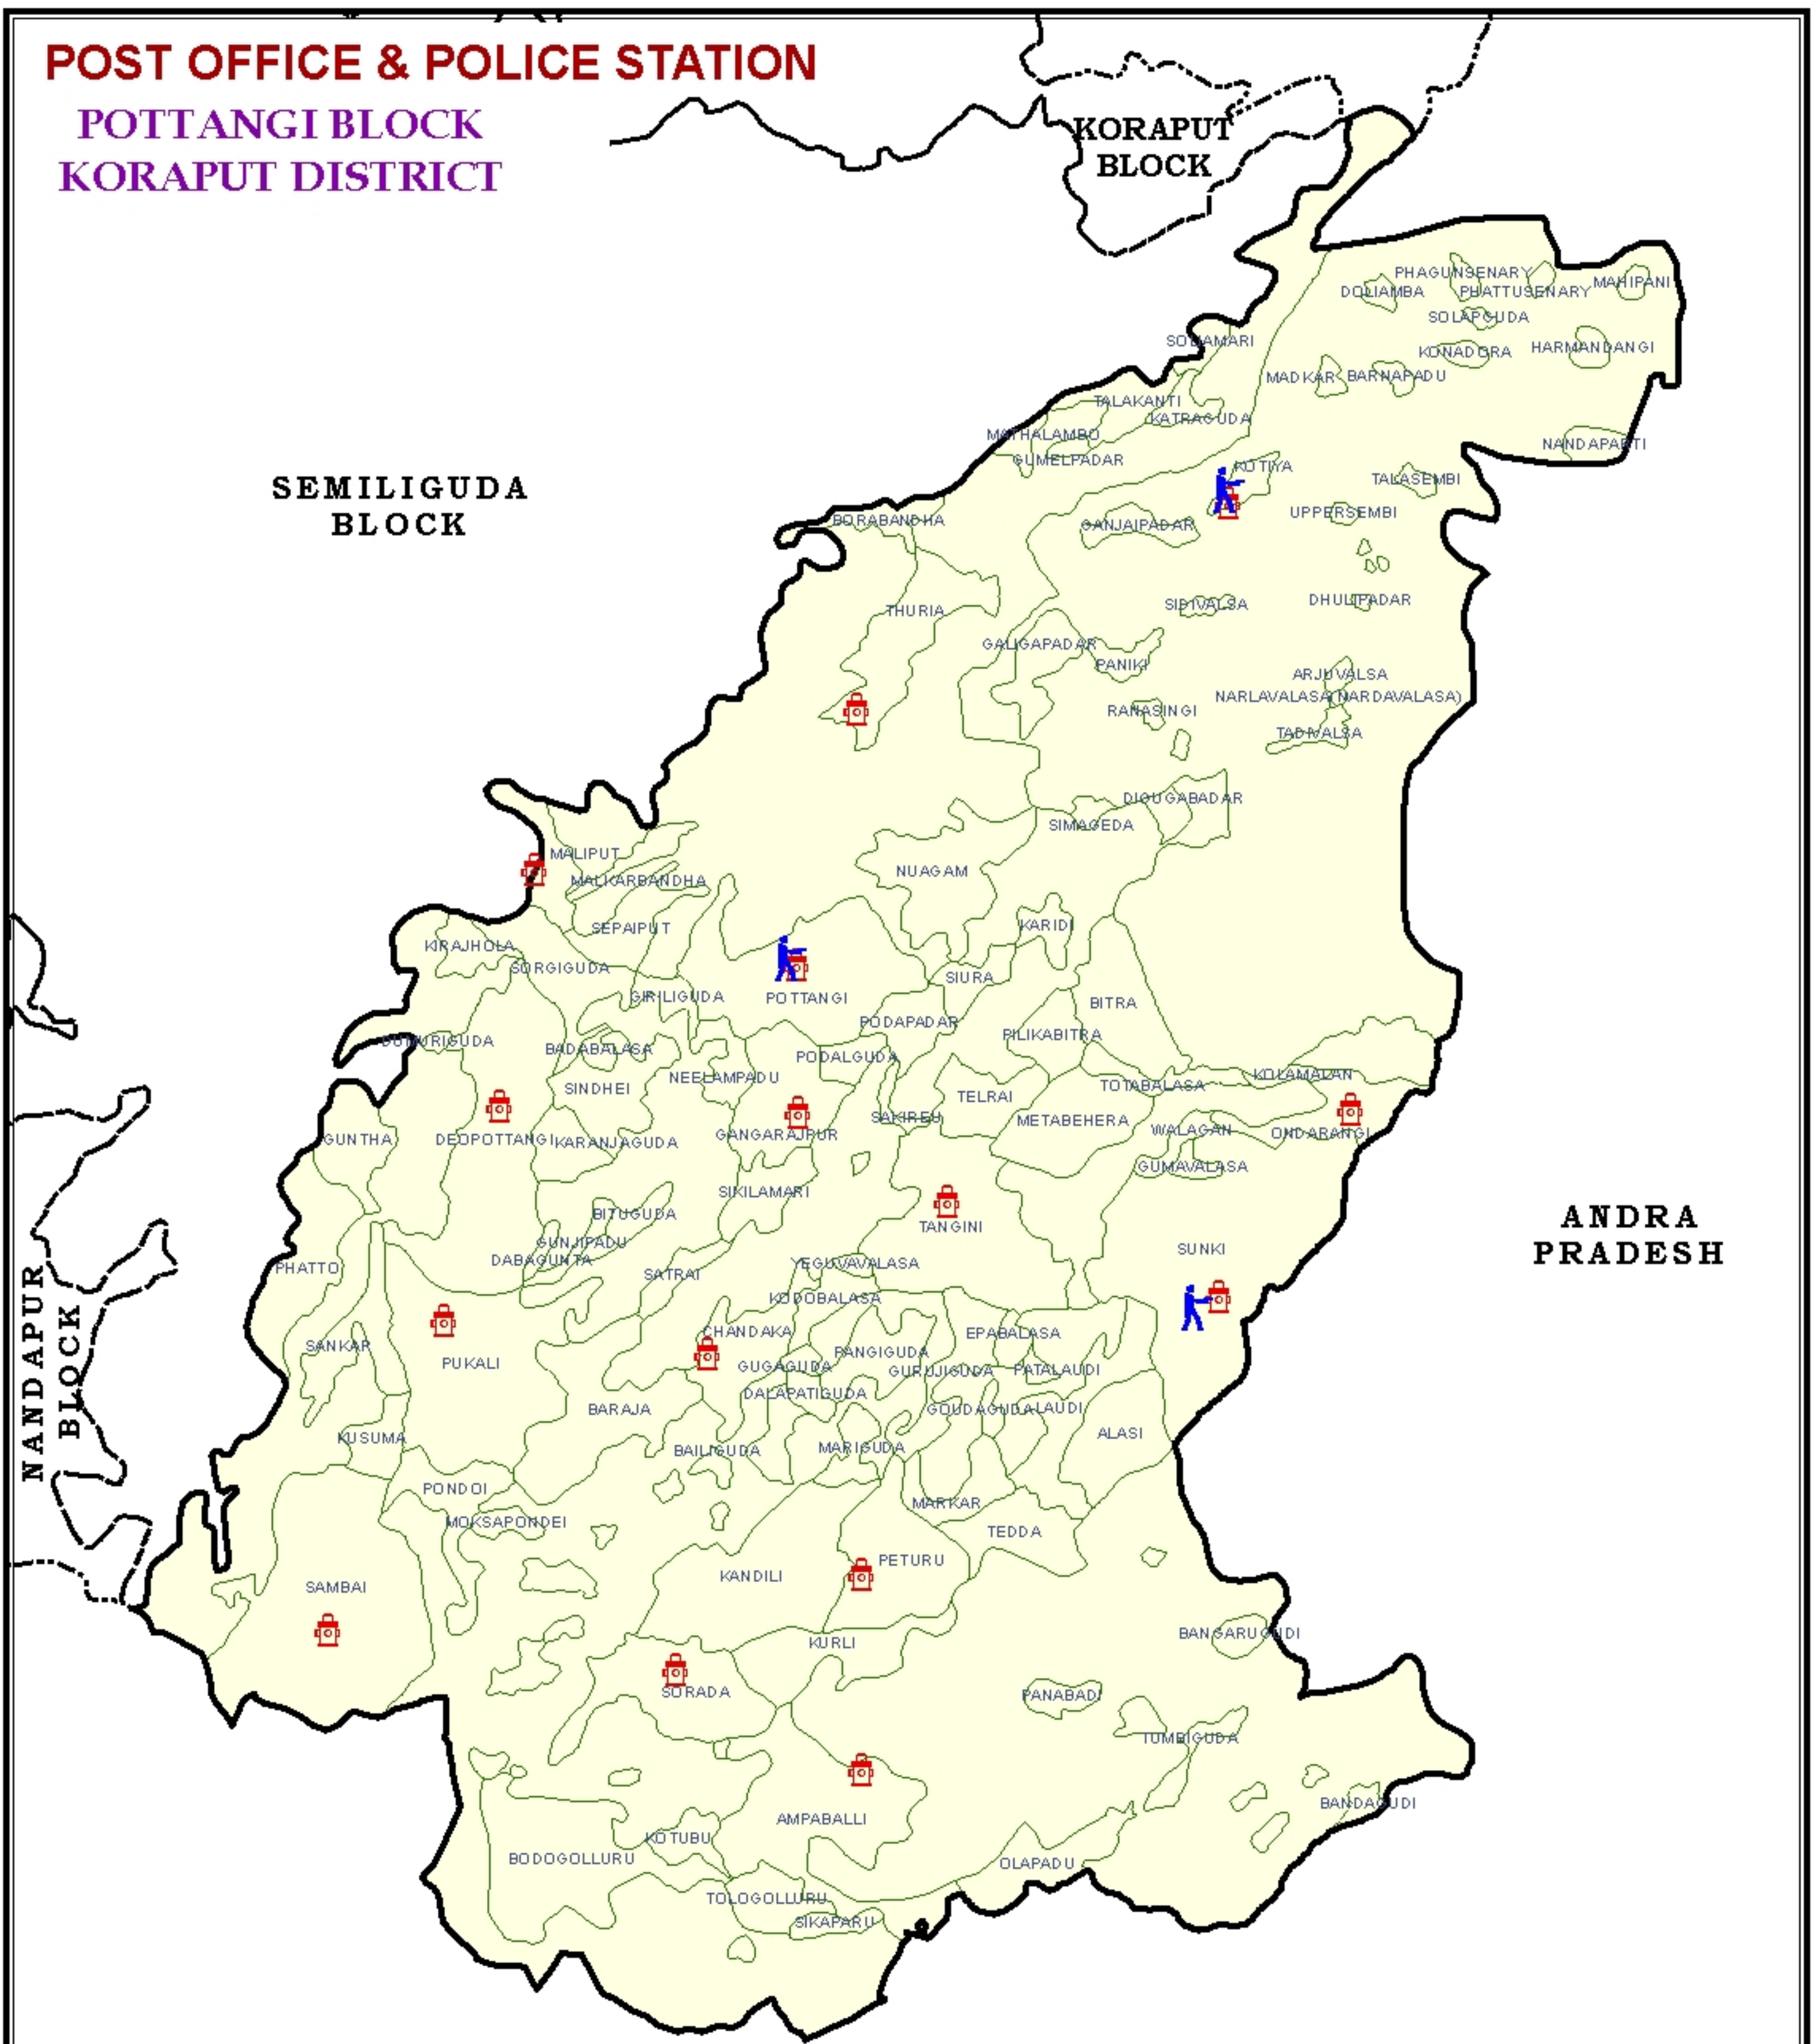 POST OFFICE & POLICE STATION
POTTANGI BLOCK
KORAPUT DISTRICT
KORAPUT
BLOCK
SEMILIGUDA
BLOCK
ANDRA
PRADESH
NANDAPUR
BLOCK
PHAGUNSENARY
DOLIAMBA
PHATTUSENARY
MAHIPANI
SOLAPGUDA
SOLAMARI
KONADORA
HARMANDANGI
MADKAR
BARNAPADU
TALAKANTI
KATRAGUDA
MATHALAMBO
GUMELPADAR
NANDAPARTI
KOTIYA
TALASEMBI
UPPERSEMBI
BORABANDHA
GANJAIPADAR
DHULIPADAR
SIDIVALSA
THURIA
GALIGAPADAR
PANIKI
ARJUVALSA
NARLAVALASA(NARDAVALASA)
RANASINGI
TADIVALSA
DIGUGABADAR
SIMAGEDA
MALIPUT
NUAGAM
MALKARBANDHA
KARIDI
SEPAIPUT
KIRAJHOLA
SORGIGUDA
SIURA
GIRILIGUDA
POTTANGI
BITRA
PODAPADAR
PILIKABITRA
DUMURIGUDA
BADABALASA
PODALGUDA
NEELAMPADU
KOLAMALAN
SINDHEI
TELRAI
TOTABALASA
SAKIREU
METABEHERA
WALAGAN
ONDARANGI
GUNTHA
DEOPOTTANGI
KARANJAGUDA
GANGARAJPUR
GUMAVALASA
SIKILAMARI
BITUGUDA
TANGINI
GUNJIPADU
SUNKI
DABAGUNTA
YEGUVAVALASA
PHATTO
SATRAI
KODOBALASA
CHANDAKA
EPABALASA
SANKAR
PANGIGUDA
PUKALI
GUGAGUDA
GURUJIGUDA
PATALAUDI
DALAPATIGUDA
BARAJA
GOUDAGUDA
LAUDI
ALASI
KUSUMA
BAILIGUDA
MARIGUDA
PONDOI
MARKAR
MOKSAPONDEI
TEDDA
PETURU
KANDILI
SAMBAI
BANGARUGUDI
KURLI
SORADA
PANABADI
TUMBIGUDA
BANDAGUDI
AMPABALLI
KOTUBU
BODOGOLLURU
OLAPADU
TOLOGOLLURU
SIKAPARU